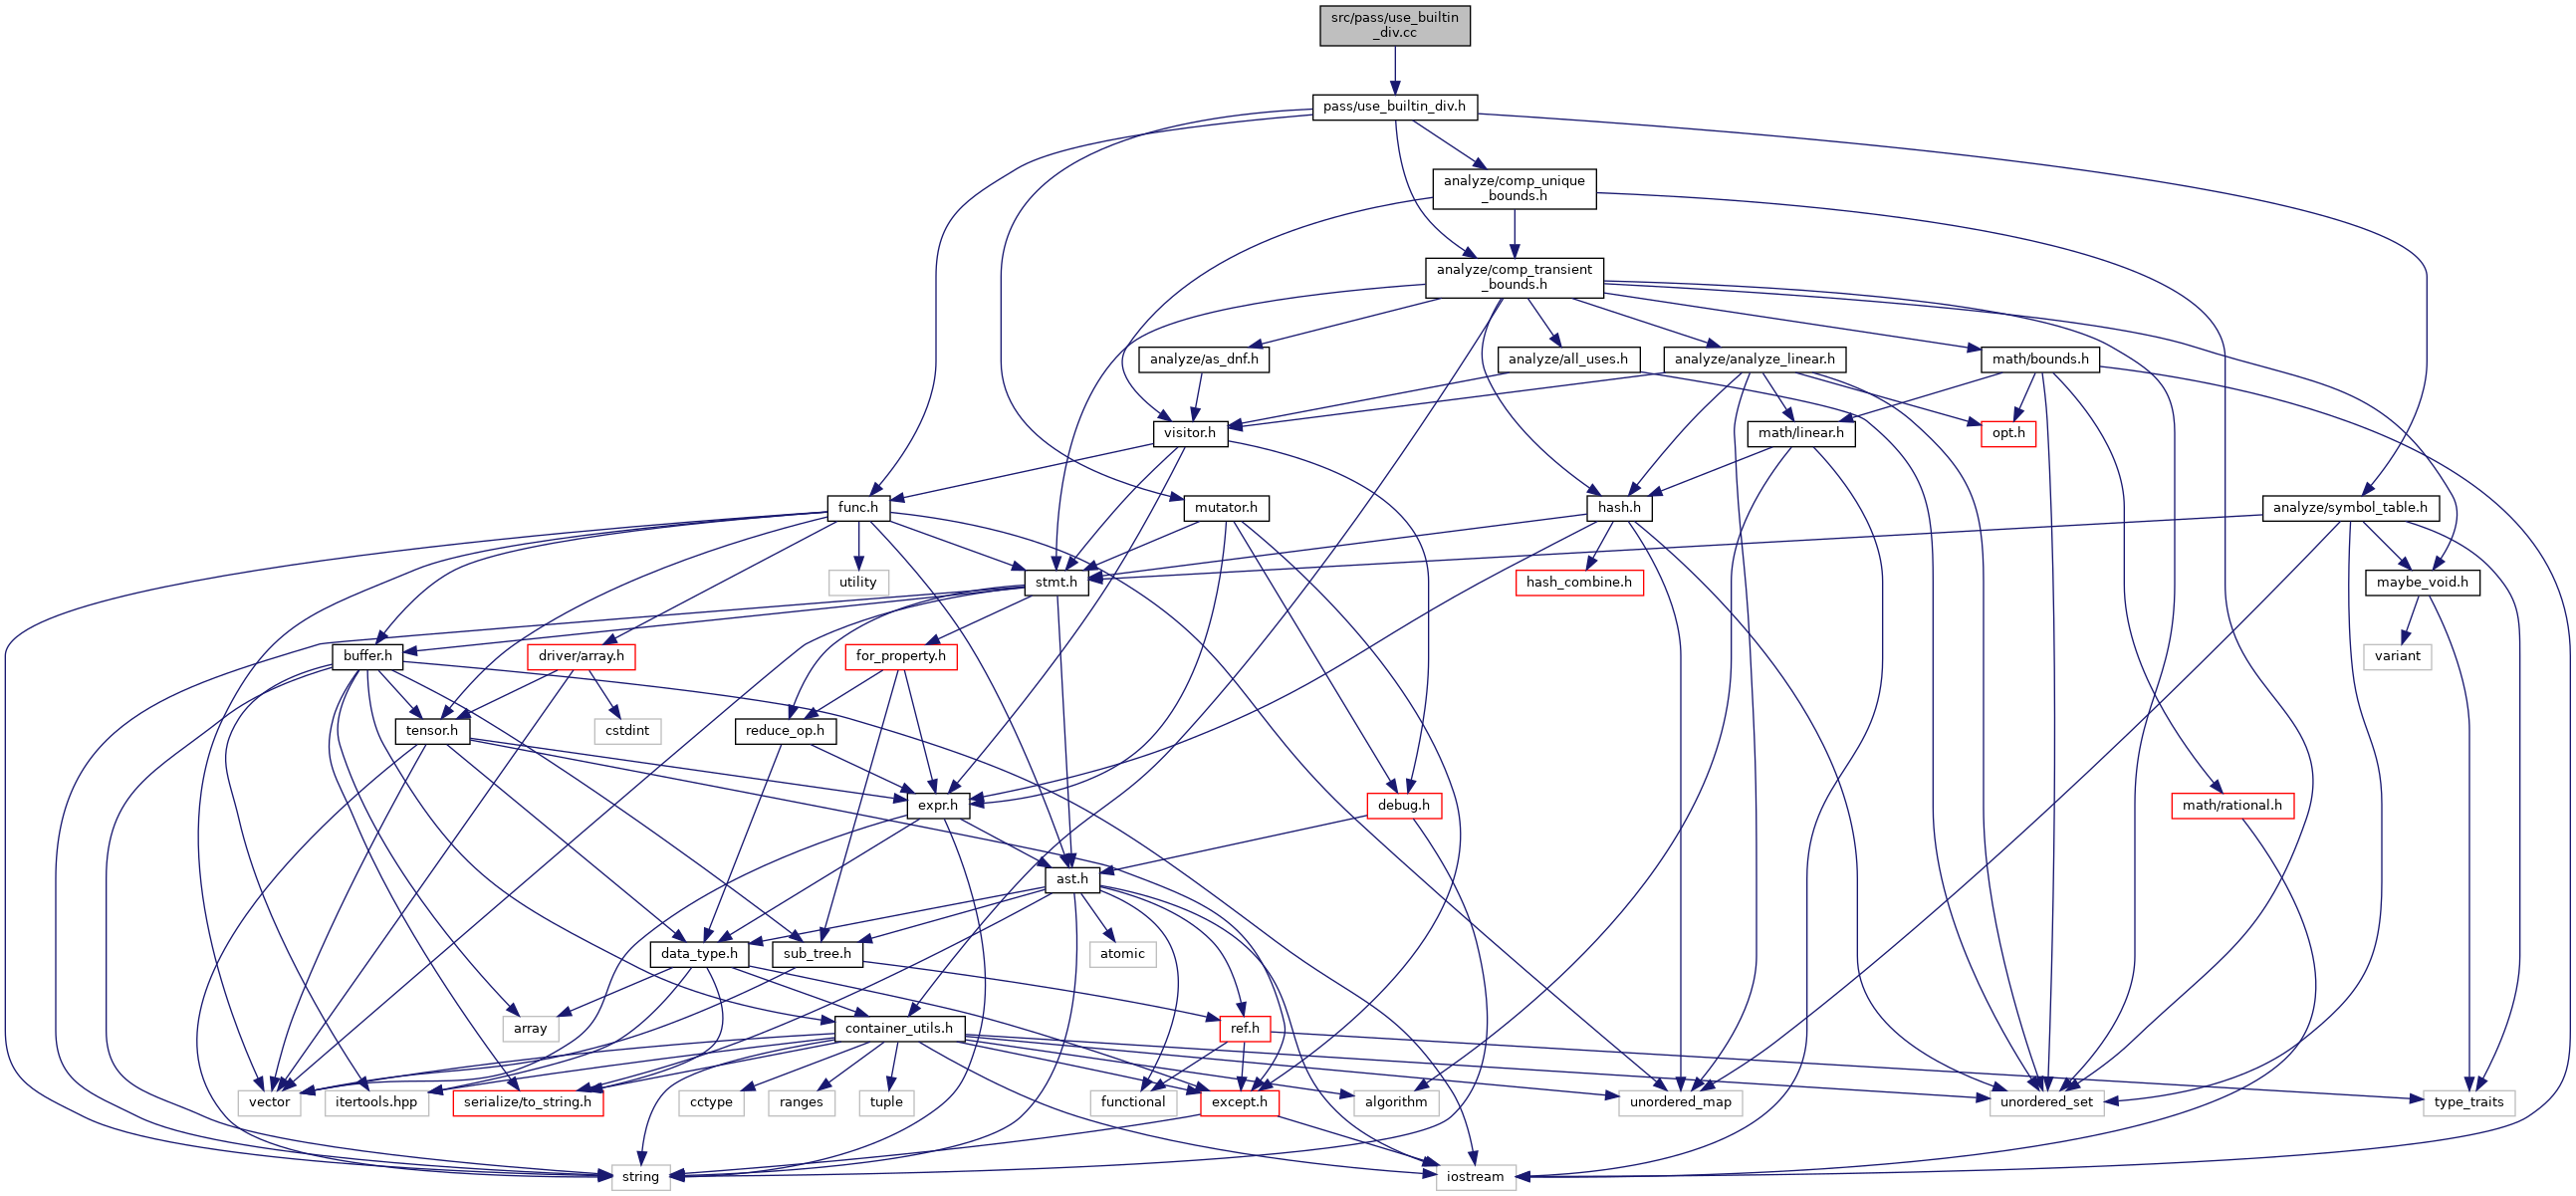 src/pass/use_builtin
_div.cc
pass/use_builtin_div.h
analyze/comp_unique
_bounds.h
analyze/comp_transient
_bounds.h
analyze/as_dnf.h
analyze/all_uses.h
analyze/analyze_linear.h
math/bounds.h
visitor.h
math/linear.h
opt.h
func.h
mutator.h
hash.h
analyze/symbol_table.h
utility
stmt.h
hash_combine.h
maybe_void.h
buffer.h
driver/array.h
for_property.h
variant
tensor.h
cstdint
reduce_op.h
expr.h
debug.h
math/rational.h
ast.h
data_type.h
sub_tree.h
atomic
array
container_utils.h
ref.h
vector
itertools.hpp
serialize/to_string.h
cctype
ranges
tuple
functional
except.h
algorithm
unordered_map
unordered_set
type_traits
string
iostream